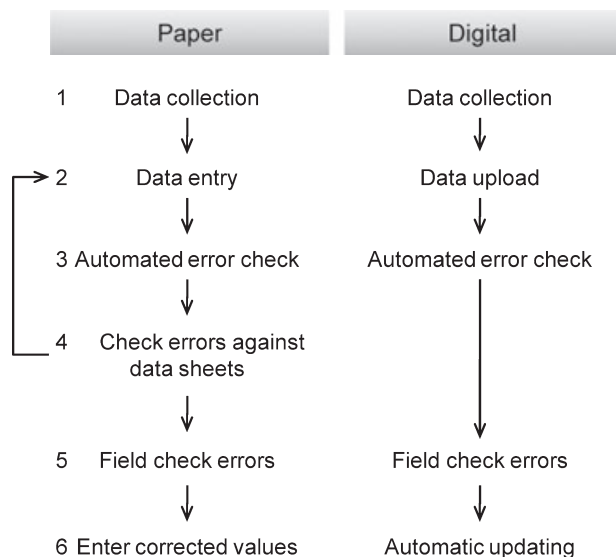 Paper Digital
1 Data collection Data collection
2 Data entry Data upload
3 Automated error check Automated error check
4 Check errors against
data sheets
5 Field check errors Field check errors
6 Enter corrected values Automatic updating